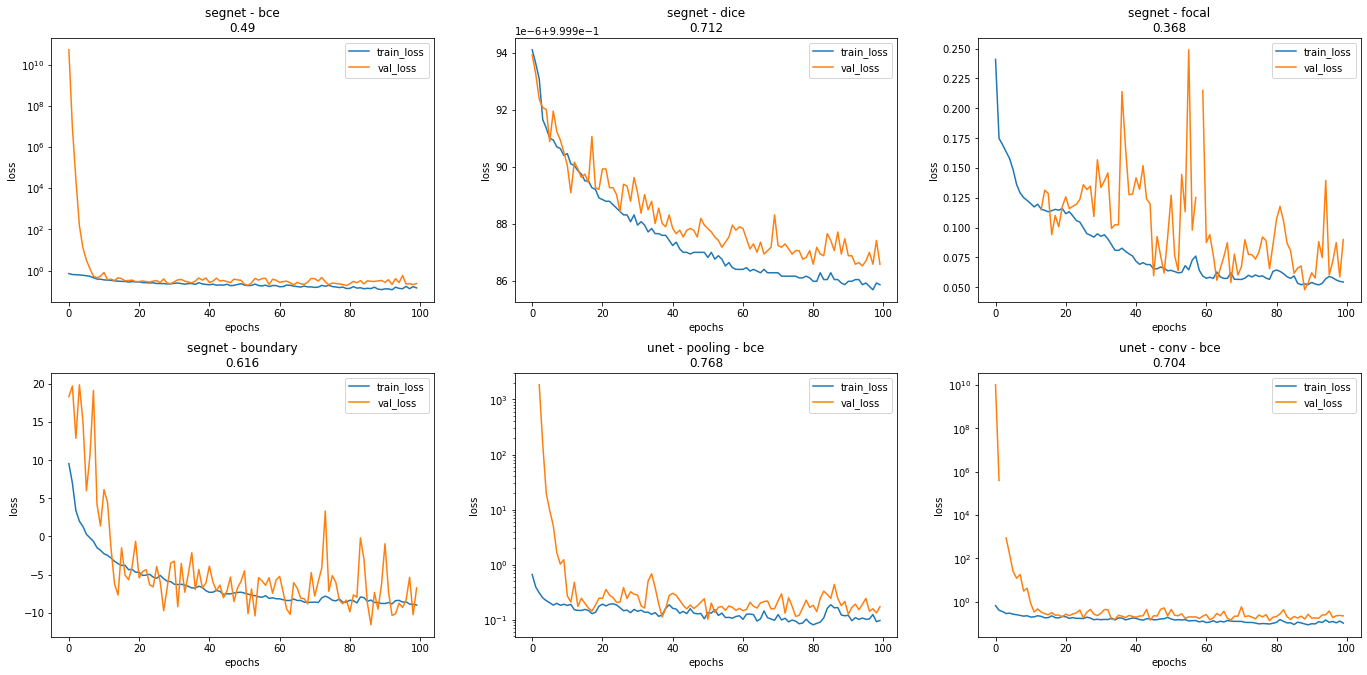 segnet - bce
0.49
loss
10^10
10^8
10^6
10^4
10^2
10^0
0
20
40
60
80
100
epochs
train_loss
val_loss
segnet - dice
0.712
1e-6+9.999e-1
loss
94
92
90
88
86
0
20
40
60
80
100
epochs
train_loss
val_loss
segnet - focal
0.368
loss
0.250
0.225
0.200
0.175
0.150
0.125
0.100
0.075
0.050
0
20
40
60
80
100
epochs
train_loss
val_loss
segnet - boundary
0.616
loss
20
15
10
5
0
−5
−10
0
20
40
60
80
100
epochs
train_loss
val_loss
unet - pooling - bce
0.768
loss
10^3
10^2
10^1
10^0
10^−1
0
20
40
60
80
100
epochs
train_loss
val_loss
unet - conv - bce
0.704
loss
10^10
10^8
10^6
10^4
10^2
10^0
0
20
40
60
80
100
epochs
train_loss
val_loss